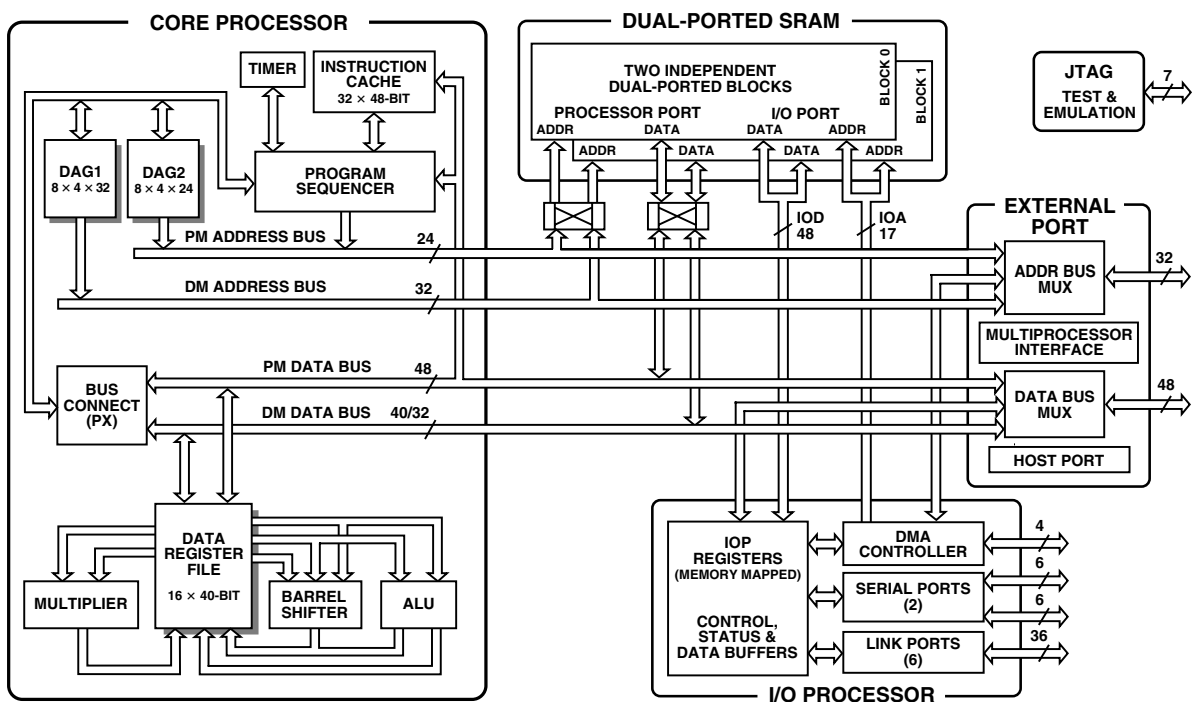 CORE PROCESSOR
TIMER
INSTRUCTION
CACHE
32 × 48-BIT
DAG1
8 × 4 × 32
DAG2
8 × 4 × 24
PROGRAM
SEQUENCER
PM ADDRESS BUS
24
DM ADDRESS BUS
32
BUS
CONNECT
(PX)
PM DATA BUS
48
DM DATA BUS
40/32
DATA
REGISTER
FILE
16 × 40-BIT
MULTIPLIER
BARREL
SHIFTER
ALU
DUAL-PORTED SRAM
TWO INDEPENDENT
DUAL-PORTED BLOCKS
PROCESSOR PORT
I/O PORT
BLOCK 0
BLOCK 1
ADDR
DATA
DATA
ADDR
ADDR
DATA
DATA
ADDR
IOD
48
IOA
17
JTAG
TEST &
EMULATION
7
EXTERNAL
PORT
ADDR BUS
MUX
32
MULTIPROCESSOR
INTERFACE
DATA BUS
MUX
48
HOST PORT
IOP
REGISTERS
(MEMORY MAPPED)
CONTROL,
STATUS &
DATA BUFFERS
DMA
CONTROLLER
4
SERIAL PORTS
(2)
6
6
LINK PORTS
(6)
36
I/O PROCESSOR